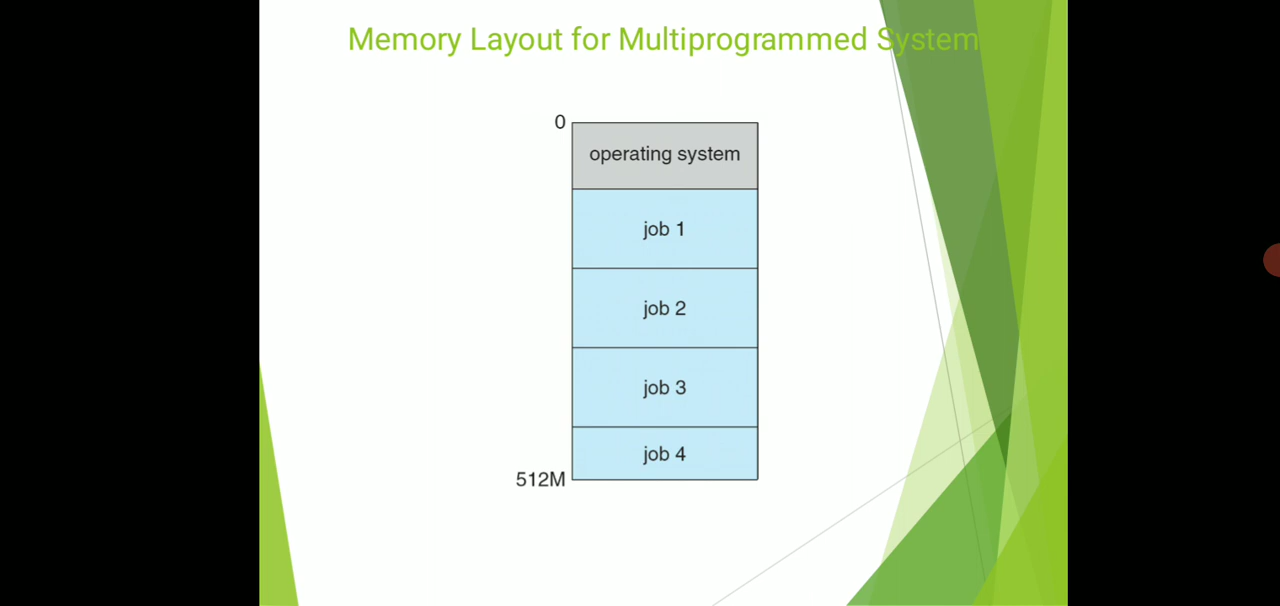 Memory Layout for Multiprogrammed System
0
operating system
job 1
job 2
job 3
job 4
512M